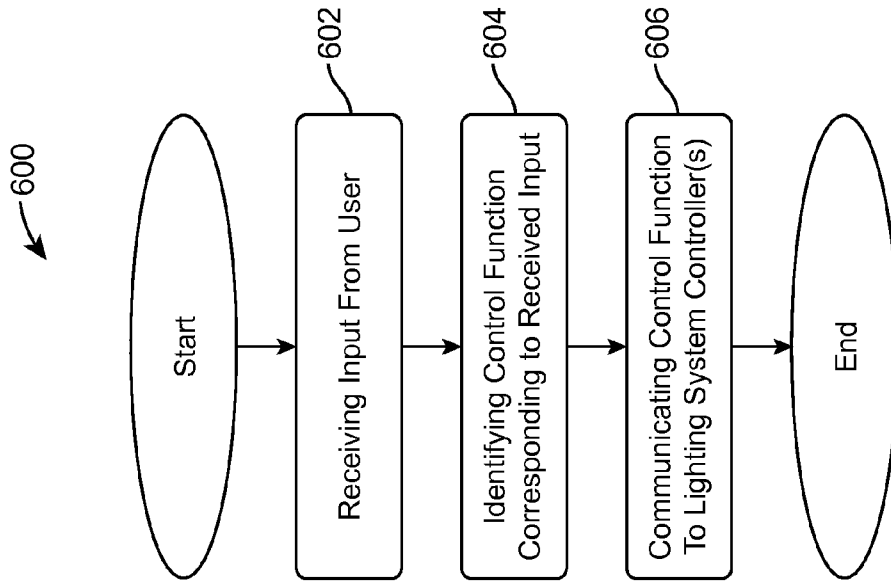 600
Start
Receiving Input From User
602
Identifying Control Function
Corresponding to Received Input
604
Communicating Control Function
To Lighting System Controller(s)
606
End